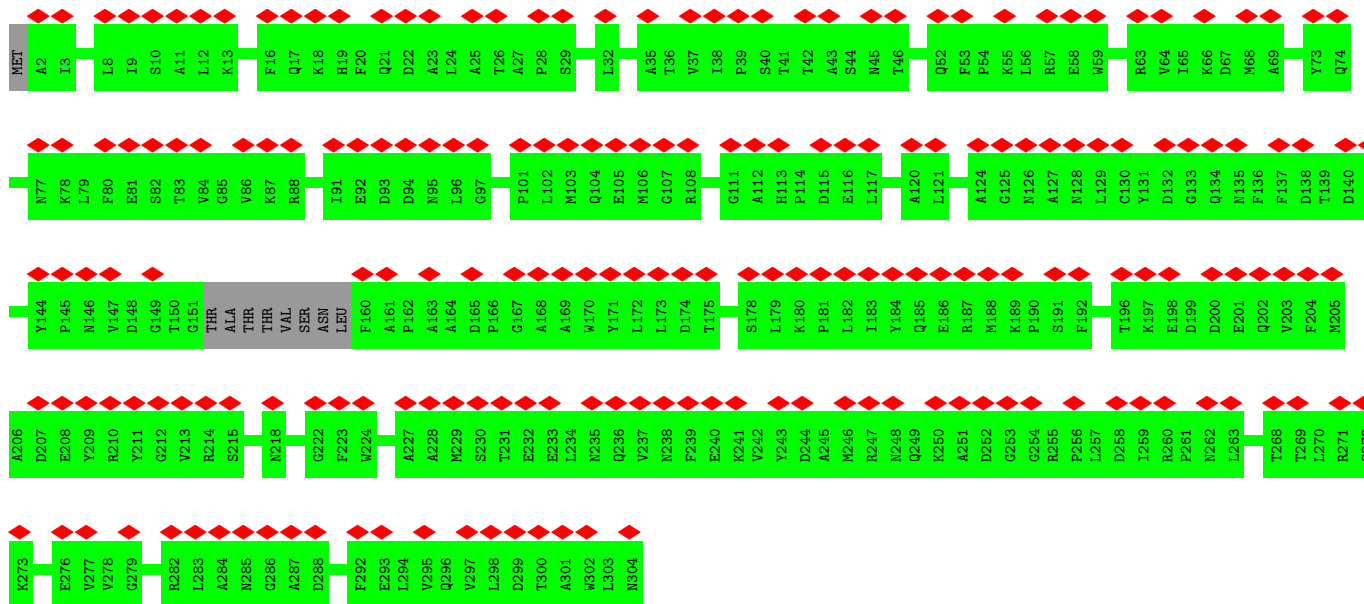 MET A2 I3 L8 I9 S10 A11 L12 K13 F16 Q17 K18 H19 F20 Q21 D22 A23 L24 A25 T26 A27 P28 S29 L32 A35 T36 V37 I38 P39 S40 T41 T42 A43 S44 N45 T46 Q52 F53 P54 K55 L56 R57 E58 W59 R63 V64 I65 K66 D67 M68 A69 Y73 Q74
N77 K78 L79 F80 E81 S82 T83 V84 G85 V86 K87 R88 I91 E92 D93 D94 N95 L96 G97 P101 L102 M103 Q104 E105 M106 G107 R108 G111 A112 H113 P114 D115 E116 L117 A120 L121 A124 G125 N126 A127 N128 L129 C130 Y131 D132 G133 Q134 N135 F136 F137 D138 T139 D140
Y144 P145 N146 V147 D148 G149 T150 G151 THR ALA THR THR VAL SER ASN LEU F160 A161 P162 A163 A164 D165 P166 G167 A168 A169 W170 Y171 L172 L173 D174 T175 S178 L179 K180 P181 L182 I183 Y184 Q185 E186 R187 M188 K189 P190 S191 F192 T196 K197 E198 D199 D200 E201 Q202 V203 F204 M205
A206 D207 E208 Y209 R210 Y211 G212 V213 R214 S215 N218 G222 F223 W224 A227 A228 M229 S230 T231 E232 E233 L234 N235 Q236 V237 N238 F239 E240 K241 V242 Y243 D244 A245 M246 R247 N248 Q249 K250 A251 D252 G253 G254 R255 P256 L257 D258 I259 R260 P261 N262 L263 T268 T269 L270 R271
K273 E276 V277 V278 G279 R282 L283 A284 N285 G286 A287 D288 F292 E293 L294 V295 Q296 V297 L298 D299 T300 A301 W302 L303 N304